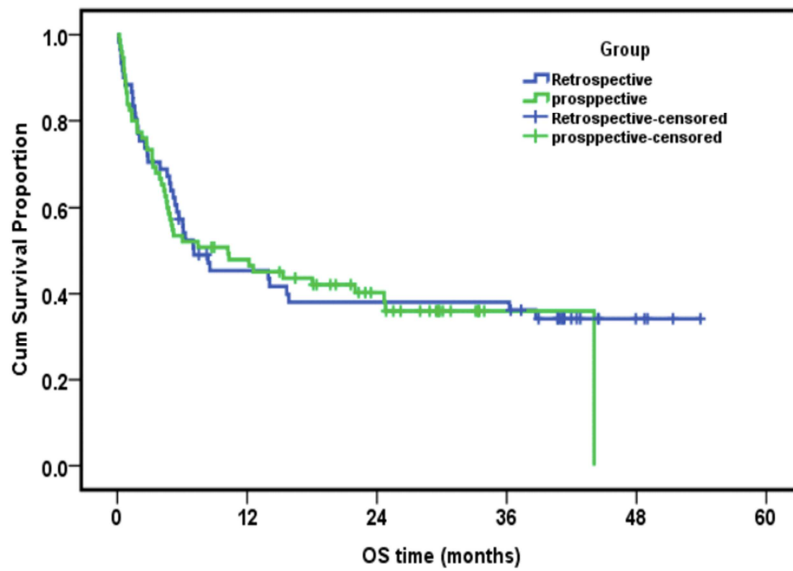 Group
Retrospective
prosppective
Retrospective-censored
prosppective-censored
Cum Survival Proportion
1.0
0.8
0.6
0.4
0.2
0.0
0 12 24 36 48 60
OS time (months)